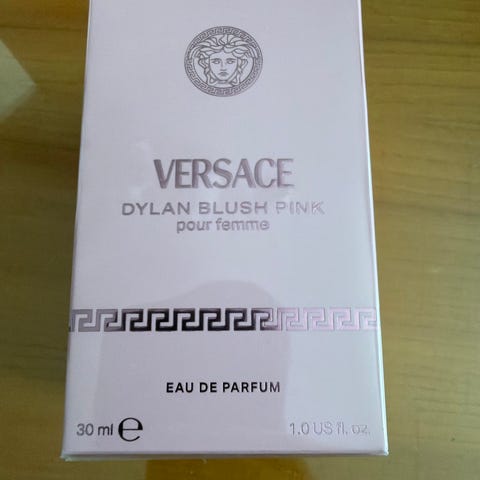 VERSACE
DYLAN BLUSH PINK
pour femme
EAU DE PARFUM
30 ml ℮ 1.0 US fl. oz.